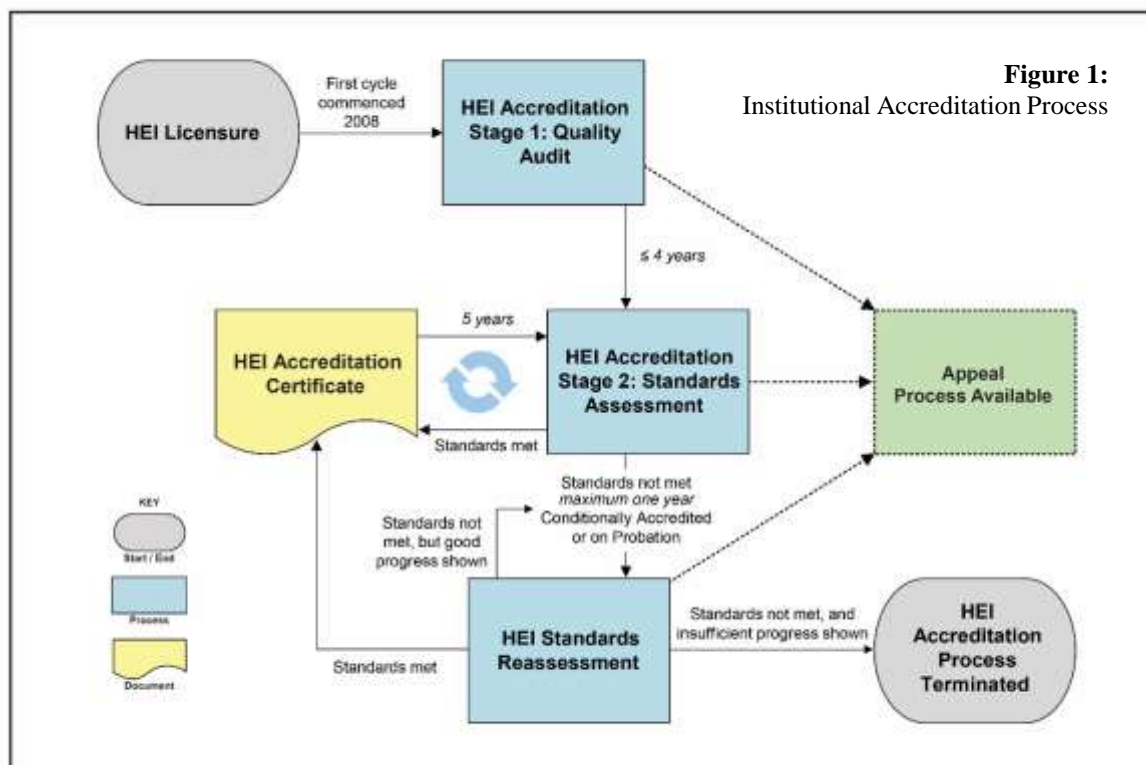 Figure 1:
Institutional Accreditation Process
HEI Licensure
First cycle
commenced
2008
HEI Accreditation
Stage 1: Quality
Audit
≤ 4 years
HEI Accreditation
Certificate
5 years
HEI Accreditation
Stage 2: Standards
Assessment
Appeal
Process Available
Standards met
Standards not met
maximum one year
Conditionally Accredited
or on Probation
Standards not
met, but good
progress shown
KEY
Start / End
Process
Document
Standards met
HEI Standards
Reassessment
Standards not met, and
insufficient progress shown
HEI
Accreditation
Process
Terminated